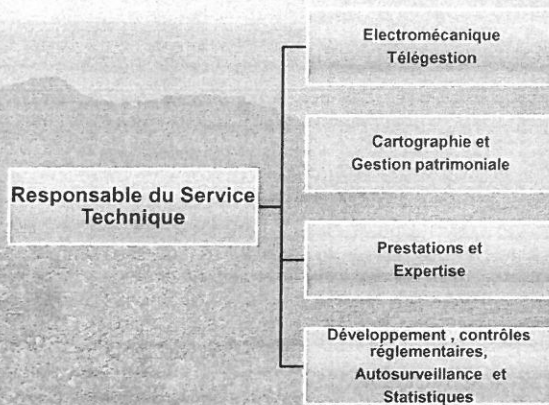 Electromécanique
Télégestion
Cartographie et
Gestion patrimoniale
Responsable du Service
Technique
Prestations et
Expertise
Développement , contrôles
réglementaires,
Autosurveillance et
Statistiques